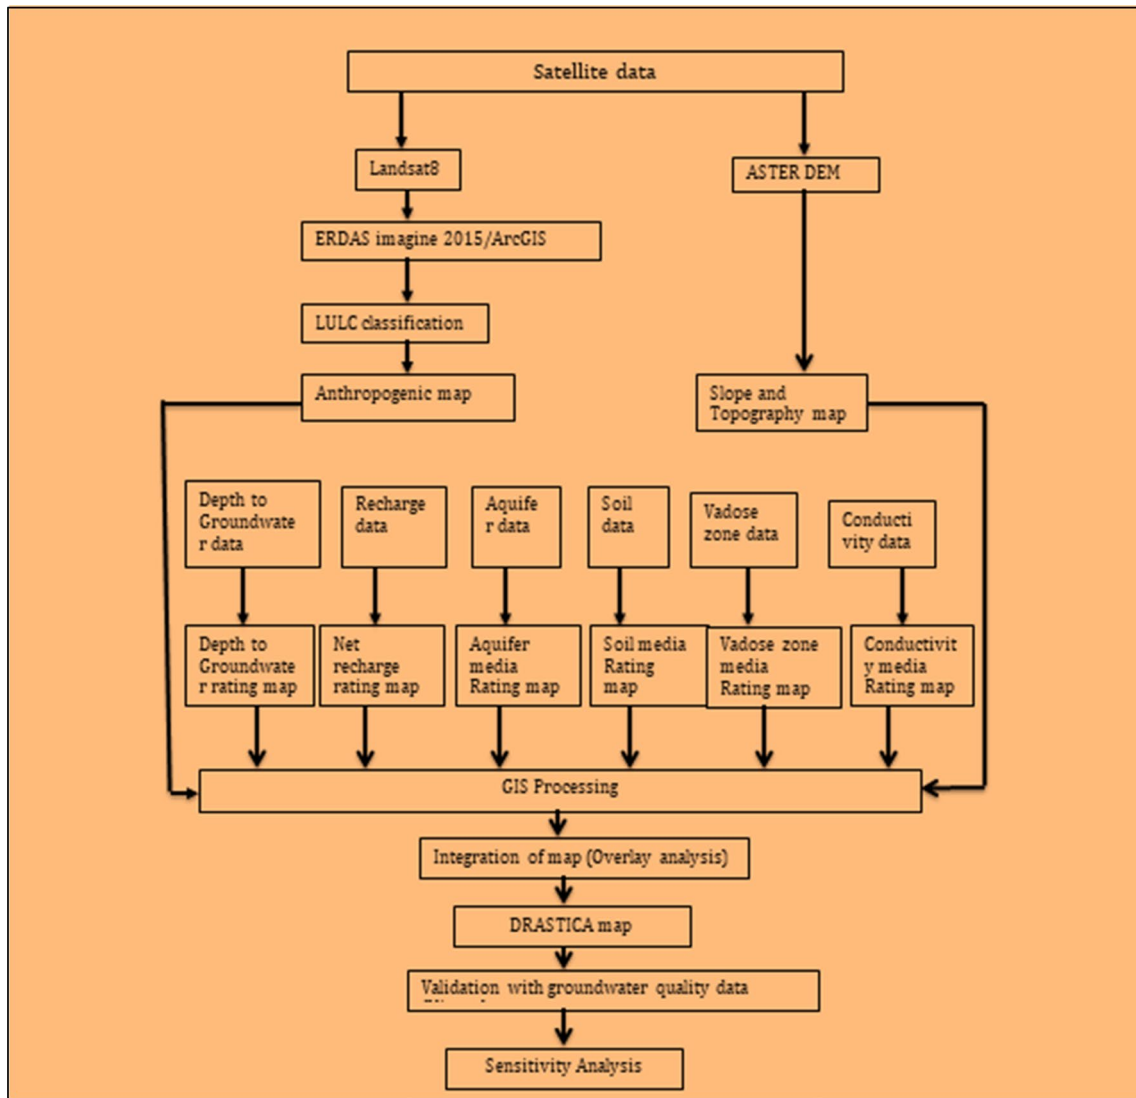 Satellite data
Landsat8
ASTER DEM
ERDAS imagine 2015/ArcGIS
LULC classification
Anthropogenic map
Slope and
Topography map
Depth to
Groundwate
r data
Recharge
data
Aquife
r data
Soil
data
Vadose
zone data
Conducti
vity data
Depth to
Groundwate
r rating map
Net
recharge
rating map
Aquifer
media
Rating map
Soil media
Rating
map
Vadose zone
media
Rating map
Conductivit
y media
Rating map
GIS Processing
Integration of map (Overlay analysis)
DRASTICA map
Validation with groundwater quality data
Sensitivity Analysis